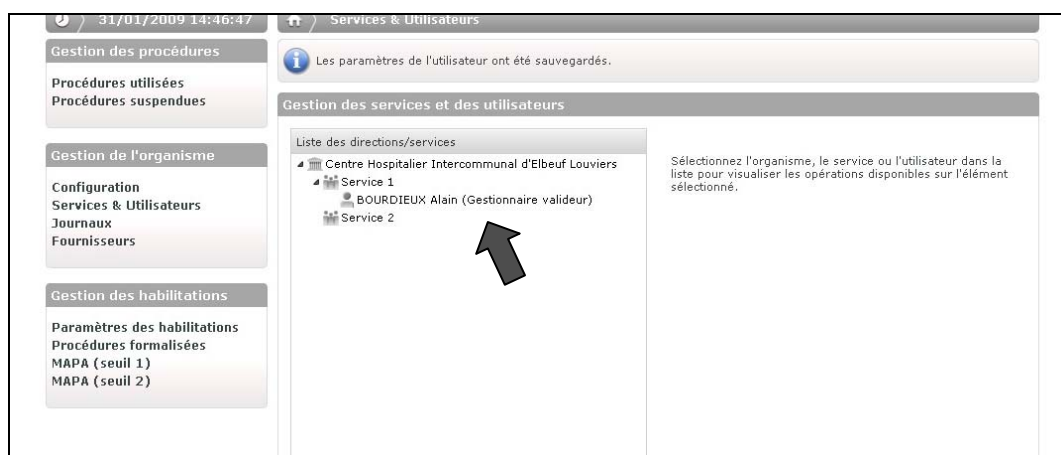 31/01/2009 14:46:47
Services & Utilisateurs
Gestion des procédures
Procédures utilisées
Procédures suspendues
Gestion de l'organisme
Configuration
Services & Utilisateurs
Journaux
Fournisseurs
Gestion des habilitations
Paramètres des habilitations
Procédures formalisées
MAPA (seuil 1)
MAPA (seuil 2)
Les paramètres de l'utilisateur ont été sauvegardés.
Gestion des services et des utilisateurs
Liste des directions/services
Centre Hospitalier Intercommunal d'Elbeuf Louviers
Service 1
BOURDIEUX Alain (Gestionnaire valideur)
Service 2
Sélectionnez l'organisme, le service ou l'utilisateur dans la
liste pour visualiser les opérations disponibles sur l'élément
sélectionné.